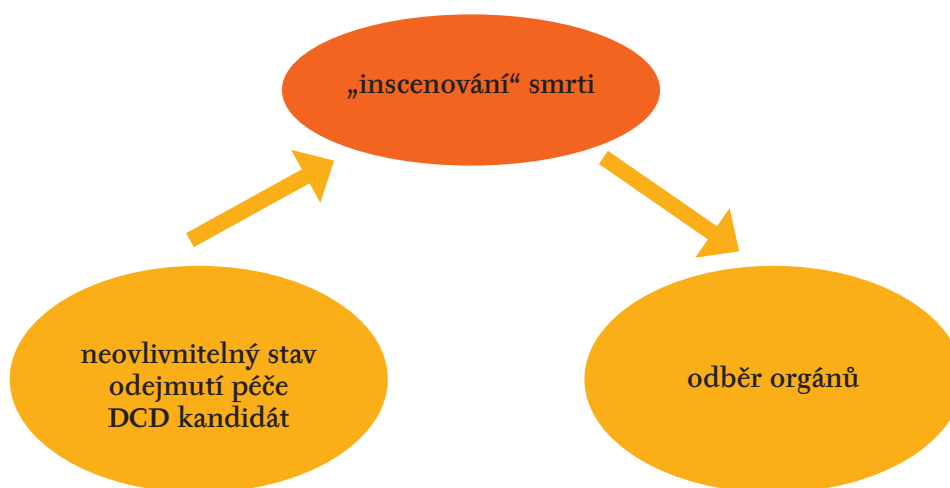 „inscenování“ smrti
neovlivnitelný stav
odejmutí péče
DCD kandidát
odběr orgánů